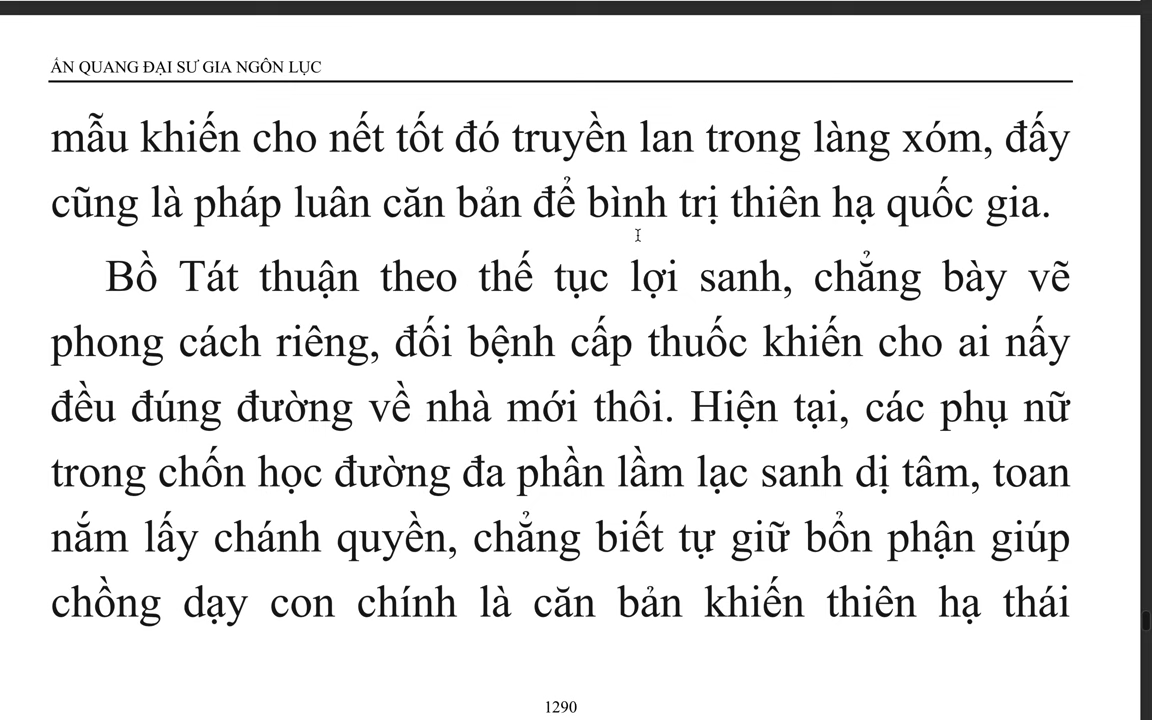 ẤN QUANG ĐẠI SƯ GIA NGÔN LỤC
mẫu khiến cho nết tốt đó truyền lan trong làng xóm, đấy
cũng là pháp luân căn bản để bình trị thiên hạ quốc gia.
Bồ Tát thuận theo thế tục lợi sanh, chẳng bày vẽ
phong cách riêng, đối bệnh cấp thuốc khiến cho ai nấy
đều đúng đường về nhà mới thôi. Hiện tại, các phụ nữ
trong chốn học đường đa phần lầm lạc sanh dị tâm, toan
nắm lấy chánh quyền, chẳng biết tự giữ bổn phận giúp
chồng dạy con chính là căn bản khiến thiên hạ thái
1290